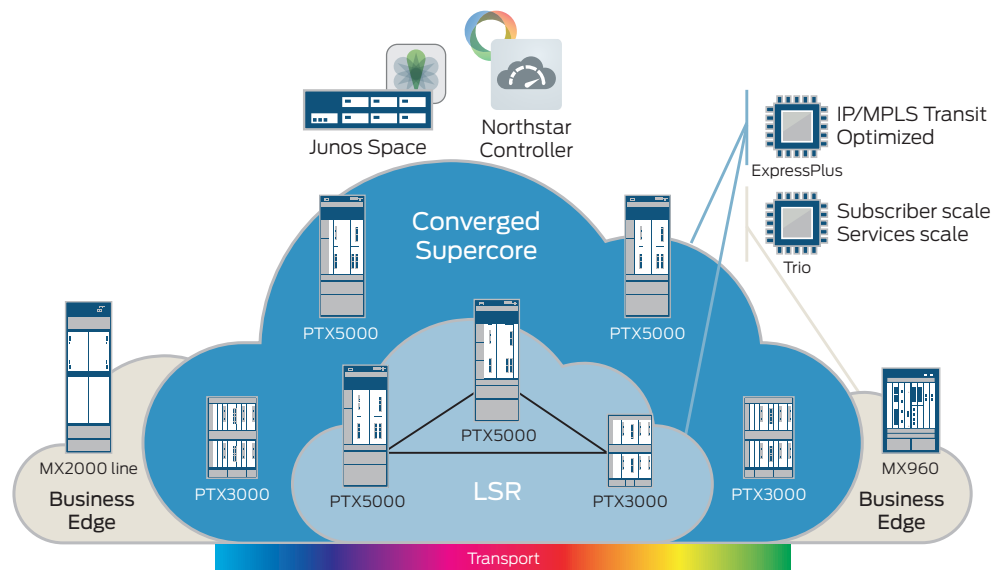 Junos Space
Northstar
Controller
IP/MPLS Transit
Optimized
ExpressPlus
Subscriber scale
Services scale
Trio
Converged
Supercore
PTX5000
PTX5000
PTX5000
PTX5000
PTX3000
PTX3000
PTX3000
LSR
MX2000 line
Business
Edge
MX960
Business
Edge
Transport